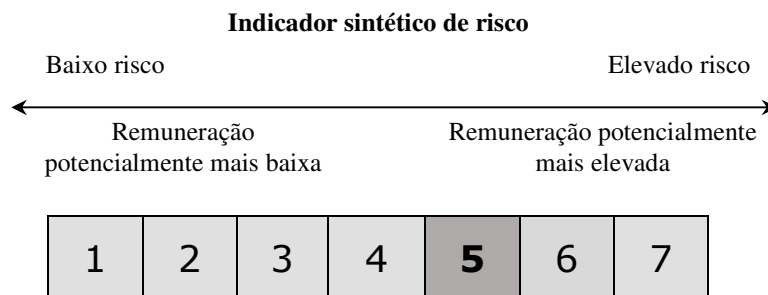 Indicador sintético de risco
Baixo risco Elevado risco
Remuneração Remuneração potencialmente
potencialmente mais baixa mais elevada
1 2 3 4 5 6 7